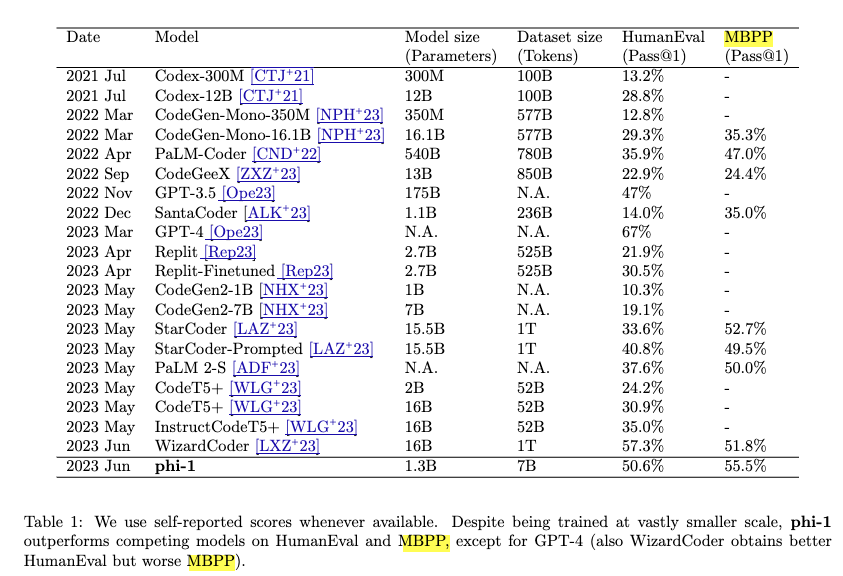 Date Model Model size Dataset size HumanEval MBPP
(Parameters) (Tokens) (Pass@1) (Pass@1)
2021 Jul Codex-300M [CTJ+21] 300M 100B 13.2% -
2021 Jul Codex-12B [CTJ+21] 12B 100B 28.8% -
2022 Mar CodeGen-Mono-350M [NPH+23] 350M 577B 12.8% -
2022 Mar CodeGen-Mono-16.1B [NPH+23] 16.1B 577B 29.3% 35.3%
2022 Apr PaLM-Coder [CND+22] 540B 780B 35.9% 47.0%
2022 Sep CodeGeeX [ZXZ+23] 13B 850B 22.9% 24.4%
2022 Nov GPT-3.5 [Ope23] 175B N.A. 47% -
2022 Dec SantaCoder [ALK+23] 1.1B 236B 14.0% 35.0%
2023 Mar GPT-4 [Ope23] N.A. N.A. 67% -
2023 Apr Replit [Rep23] 2.7B 525B 21.9% -
2023 Apr Replit-Finetuned [Rep23] 2.7B 525B 30.5% -
2023 May CodeGen2-1B [NHX+23] 1B N.A. 10.3% -
2023 May CodeGen2-7B [NHX+23] 7B N.A. 19.1% -
2023 May StarCoder [LAZ+23] 15.5B 1T 33.6% 52.7%
2023 May StarCoder-Prompted [LAZ+23] 15.5B 1T 40.8% 49.5%
2023 May PaLM 2-S [ADF+23] N.A. N.A. 37.6% 50.0%
2023 May CodeT5+ [WLG+23] 2B 52B 24.2% -
2023 May CodeT5+ [WLG+23] 16B 52B 30.9% -
2023 May InstructCodeT5+ [WLG+23] 16B 52B 35.0% -
2023 Jun WizardCoder [LXZ+23] 16B 1T 57.3% 51.8%
2023 Jun phi-1 1.3B 7B 50.6% 55.5%
Table 1: We use self-reported scores whenever available. Despite being trained at vastly smaller scale, phi-1
outperforms competing models on HumanEval and MBPP, except for GPT-4 (also WizardCoder obtains better
HumanEval but worse MBPP).